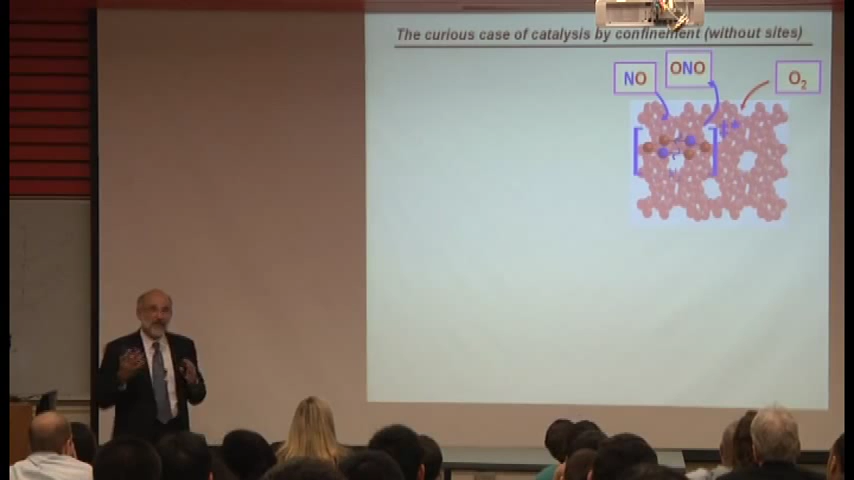 The curious case of catalysis by confinement (without sites)
NO
ONO
O2